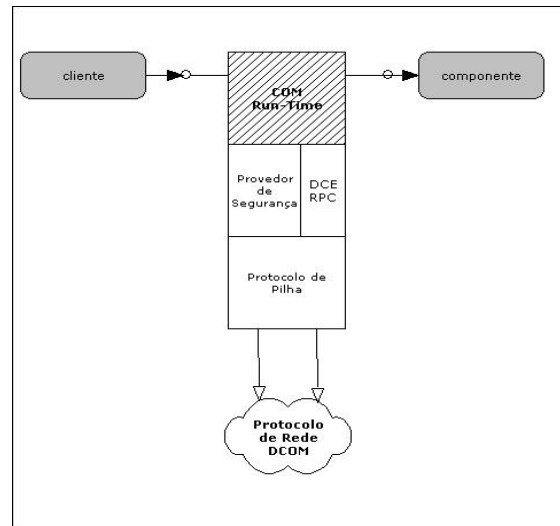 cliente
COM
Run-Time
componente
Provedor
de
Segurança
DCE
RPC
Protocolo de
Pilha
Protocolo
de Rede
DCOM